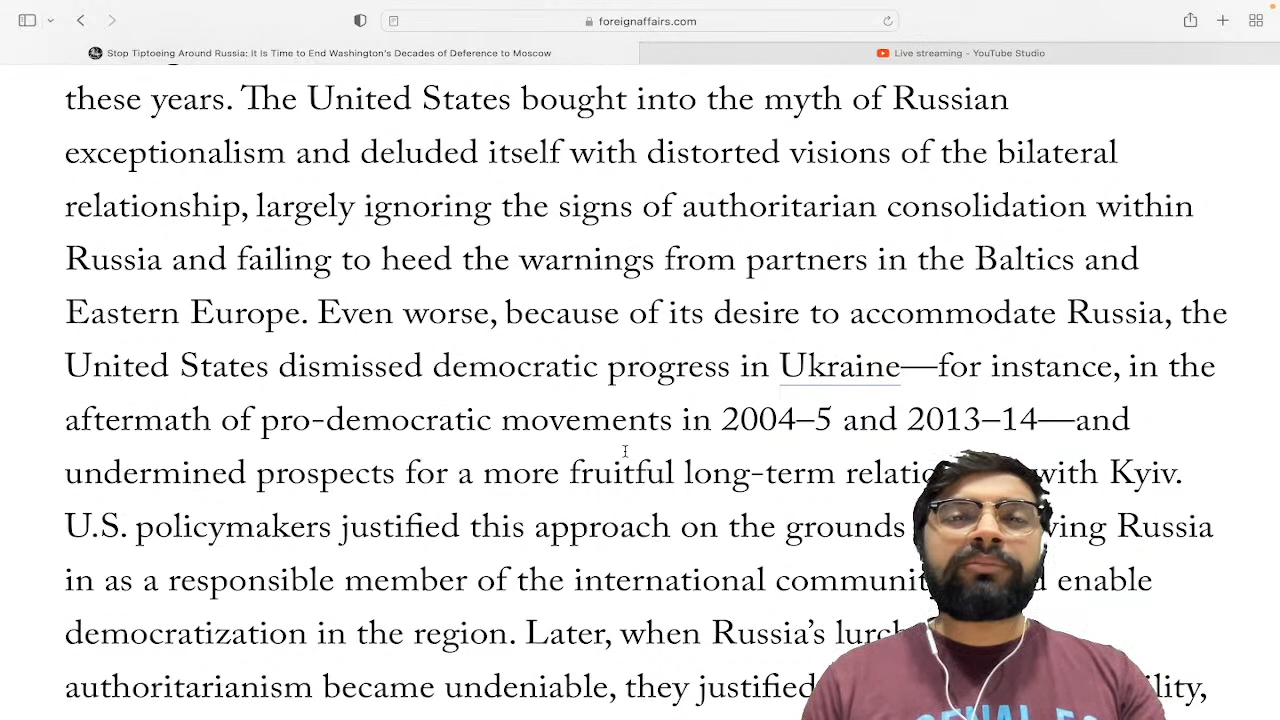 foreignaffairs.com
Stop Tiptoeing Around Russia: It Is Time to End Washington's Decades of Deference to Moscow
Live streaming - YouTube Studio
these years. The United States bought into the myth of Russian
exceptionalism and deluded itself with distorted visions of the bilateral
relationship, largely ignoring the signs of authoritarian consolidation within
Russia and failing to heed the warnings from partners in the Baltics and
Eastern Europe. Even worse, because of its desire to accommodate Russia, the
United States dismissed democratic progress in Ukraine—for instance, in the
aftermath of pro-democratic movements in 2004–5 and 2013–14—and
undermined prospects for a more fruitful long-term with Kyiv.
U.S. policymakers justified this approach on the grounds Russia
in as a responsible member of the international enable
democratization in the region. Later, when Russia's
authoritarianism became undeniable, they justified